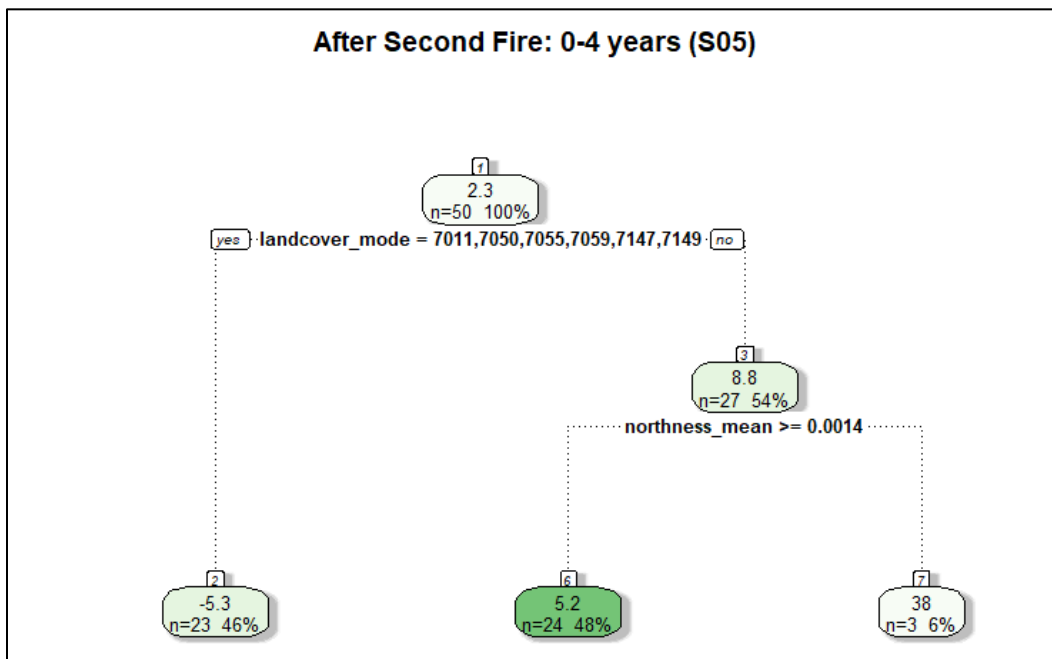 After Second Fire: 0-4 years (S05)
1
2.3
n=50 100%
yes landcover_mode = 7011,7050,7055,7059,7147,7149 no
3
8.8
n=27 54%
northness_mean >= 0.0014
2
-5.3
n=23 46%
6
5.2
n=24 48%
7
38
n=3 6%